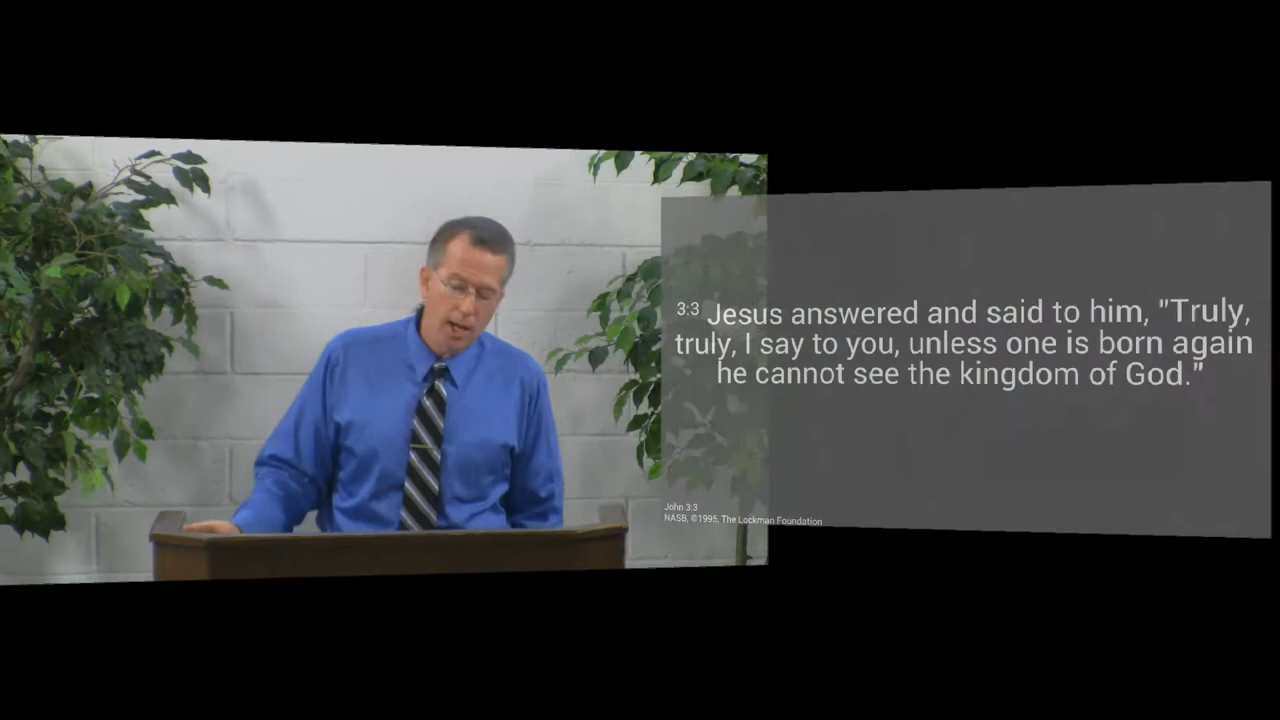 3:3 Jesus answered and said to him, "Truly,
truly, I say to you, unless one is born again
he cannot see the kingdom of God."
John 3:3
NASB, ©1995, The Lockman Foundation